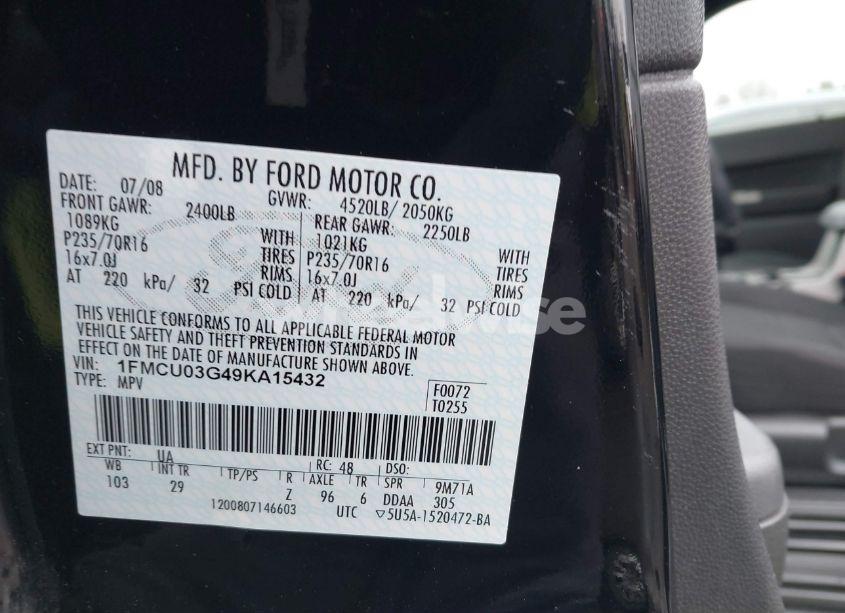 MFD. BY FORD MOTOR CO.
DATE: 07/08 GVWR: 4520LB/ 2050KG
FRONT GAWR: 2400LB REAR GAWR: 2250LB
1089KG WITH 1021KG WITH
P235/70R16 TIRES P235/70R16 TIRES
16x7.0J RIMS 16x7.0J RIMS
AT 220 kPa/ 32 PSI COLD AT 220 kPa/ 32 PSI COLD
THIS VEHICLE CONFORMS TO ALL APPLICABLE FEDERAL MOTOR
VEHICLE SAFETY AND THEFT PREVENTION STANDARDS IN
EFFECT ON THE DATE OF MANUFACTURE SHOWN ABOVE.
VIN: 1FMCU03G49KA15432
TYPE: MPV
F0072
T0255
EXT PNT: UA RC: 48 DSO:
WB INT TR TP/PS R AXLE TR SPR 9M71A
103 29 Z 96 6 DDAA 305
1200807146603 UTC ▽5U5A-1520472-BA